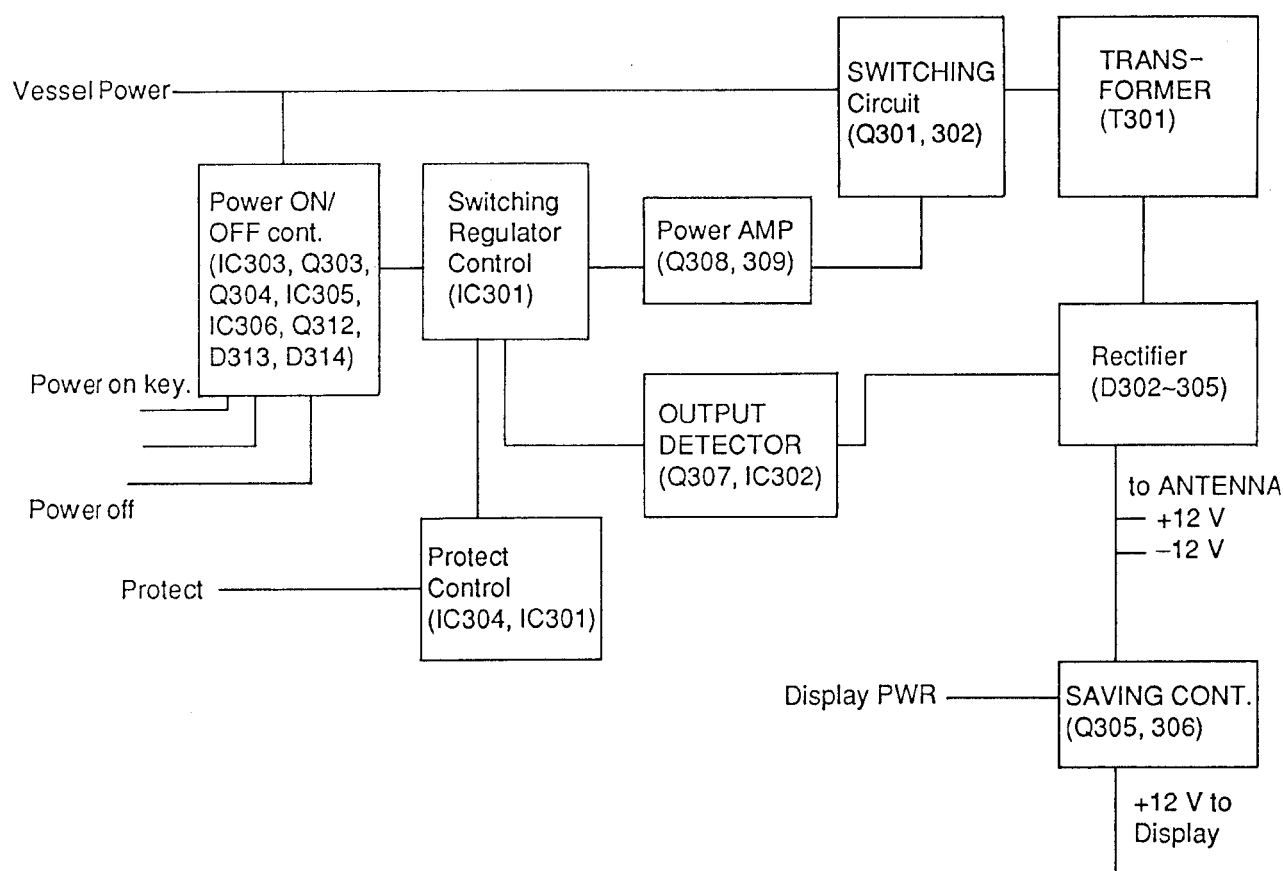 Vessel Power
SWITCHING
Circuit
(Q301, 302)
TRANS-
FORMER
(T301)
Power ON/
OFF cont.
(IC303, Q303,
Q304, IC305,
IC306, Q312,
D313, D314)
Switching
Regulator
Control
(IC301)
Power AMP
(Q308, 309)
Rectifier
(D302~305)
Power on key.
Power off
OUTPUT
DETECTOR
(Q307, IC302)
to ANTENNA
+12 V
−12 V
Protect
Protect
Control
(IC304, IC301)
Display PWR
SAVING CONT.
(Q305, 306)
+12 V to
Display